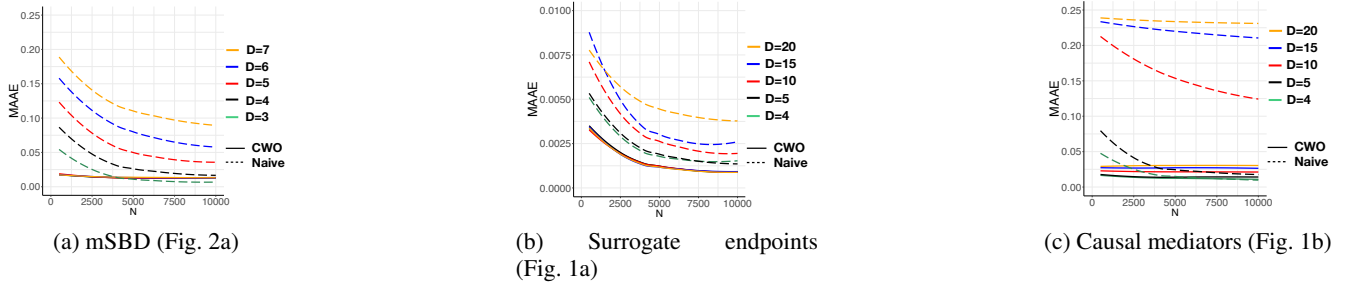 0.25
0.20
0.15
0.10
0.05
0.00
MAAE
0 2500 5000 7500 10000
N
D=7
D=6
D=5
D=4
D=3
CWO
Naive
(a) mSBD (Fig. 2a)
0.0100
0.0075
0.0050
0.0025
0.0000
MAAE
0 2500 5000 7500 10000
N
D=20
D=15
D=10
D=5
D=4
CWO
Naive
(b) Surrogate endpoints
(Fig. 1a)
0.25
0.20
0.15
0.10
0.05
0.00
MAAE
0 2500 5000 7500 10000
N
D=20
D=15
D=10
D=5
D=4
CWO
Naive
(c) Causal mediators (Fig. 1b)